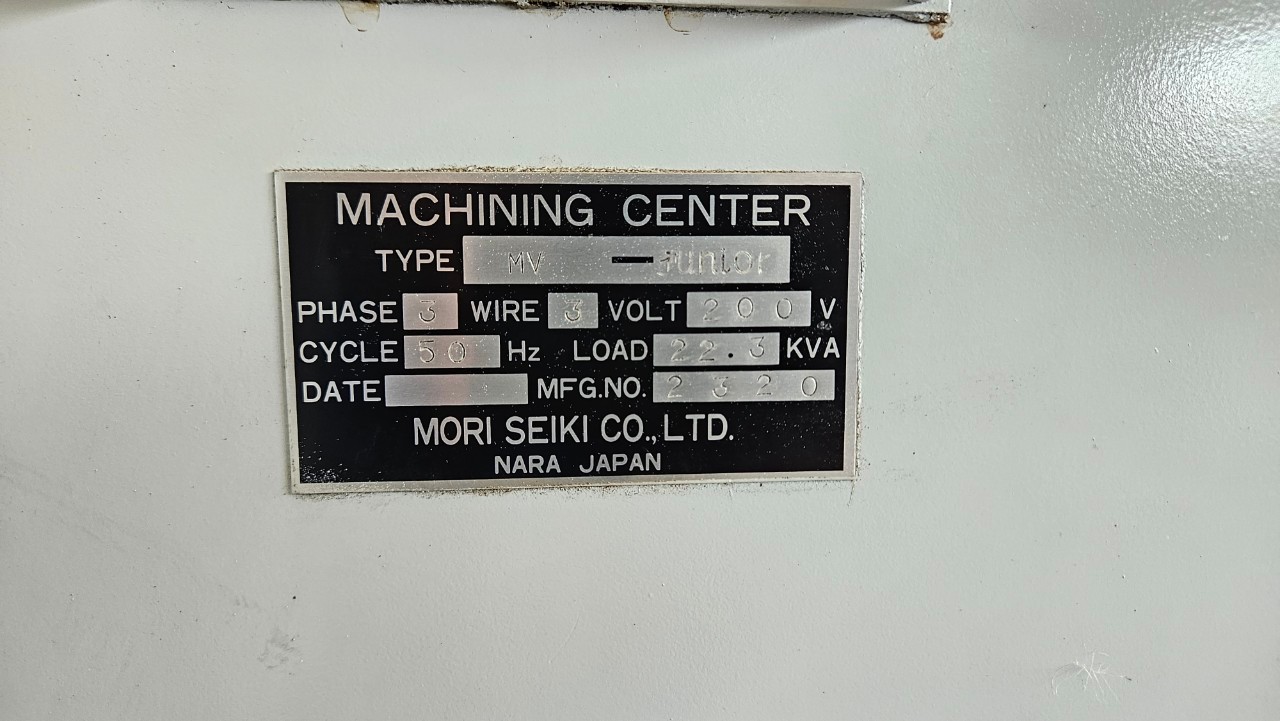 MACHINING CENTER
TYPE MV — Junior
PHASE 3 WIRE 3 VOLT 200 V
CYCLE 50 Hz LOAD 22.3 KVA
DATE MFG.NO. 2320
MORI SEIKI CO., LTD.
NARA JAPAN